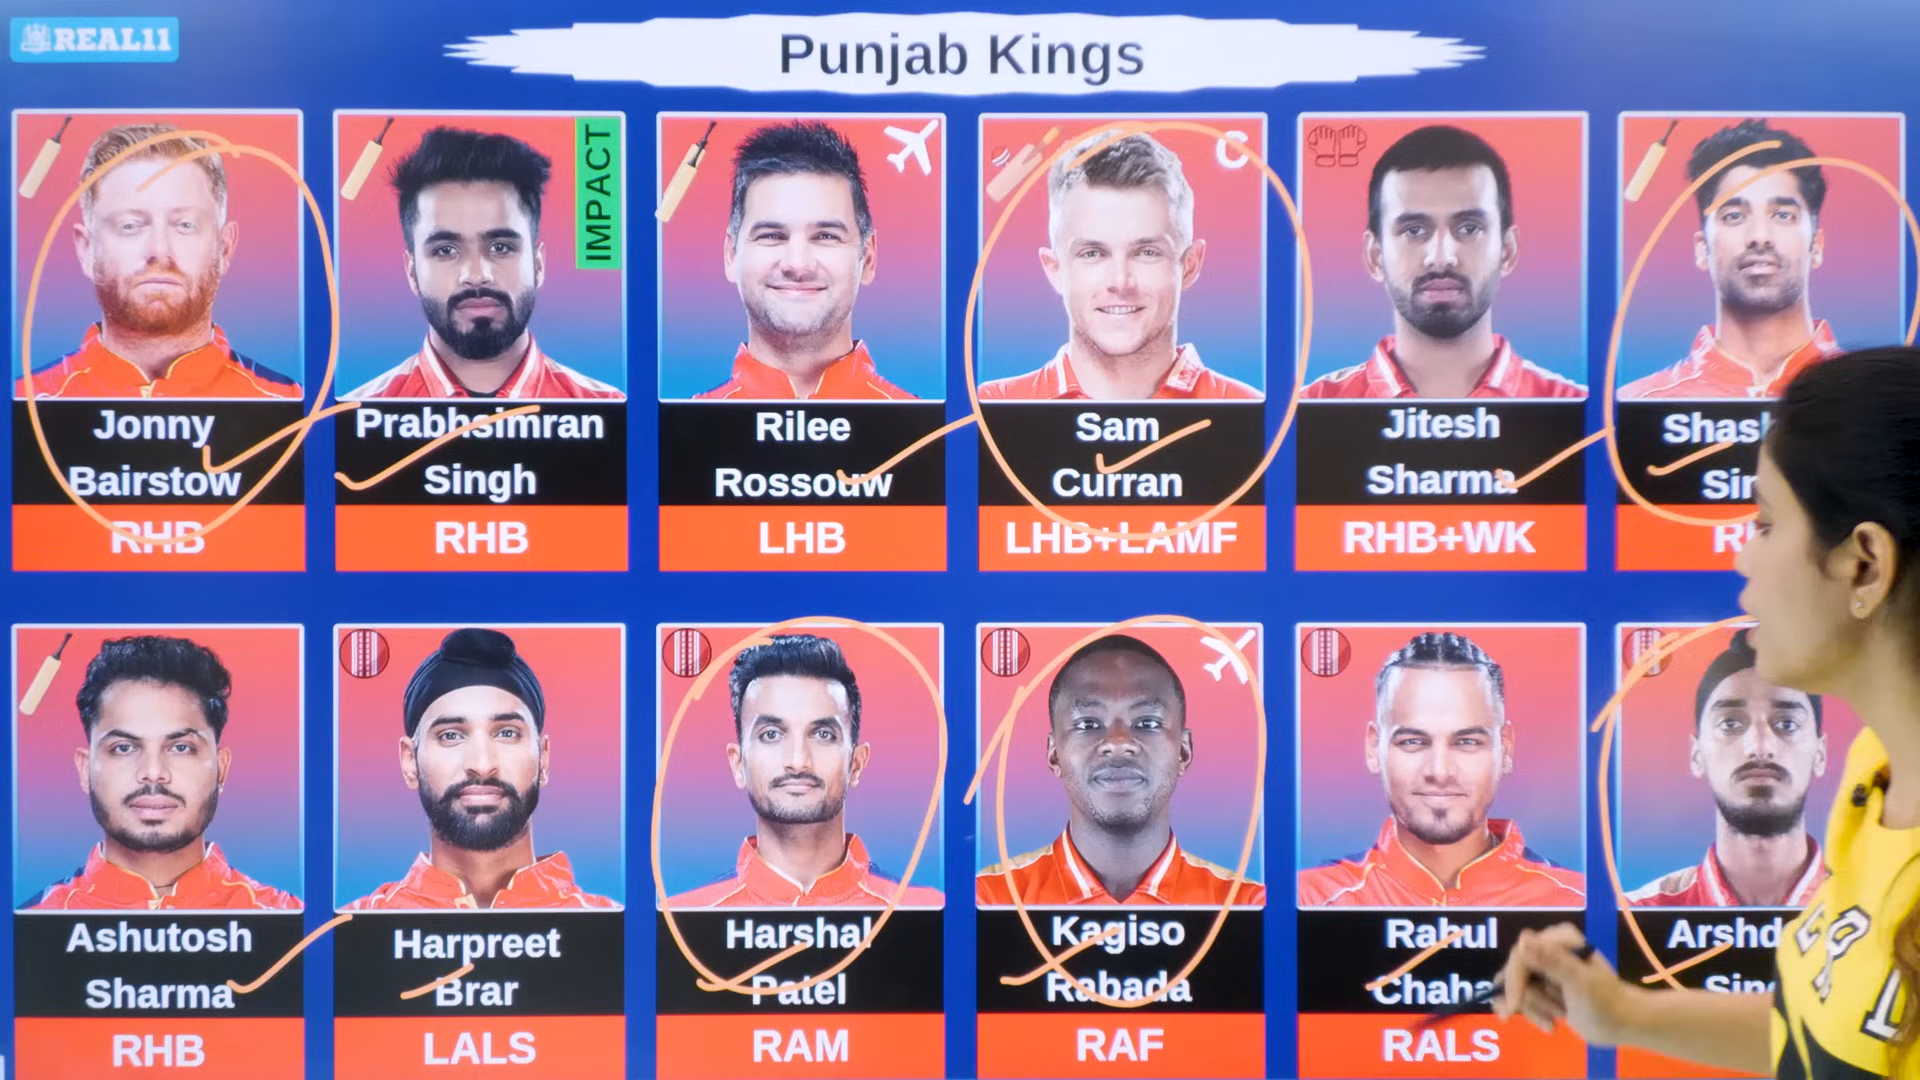 REAL11
Punjab Kings
IMPACT
C
Jonny
Bairstow
RHB
Prabhsimran
Singh
RHB
Rilee
Rossouw
LHB
Sam
Curran
LHB+LAMF
Jitesh
Sharma
RHB+WK
Ashutosh
Sharma
RHB
Harpreet
Brar
LALS
Harshal
Patel
RAM
Kagiso
Rabada
RAF
Rahul
RALS